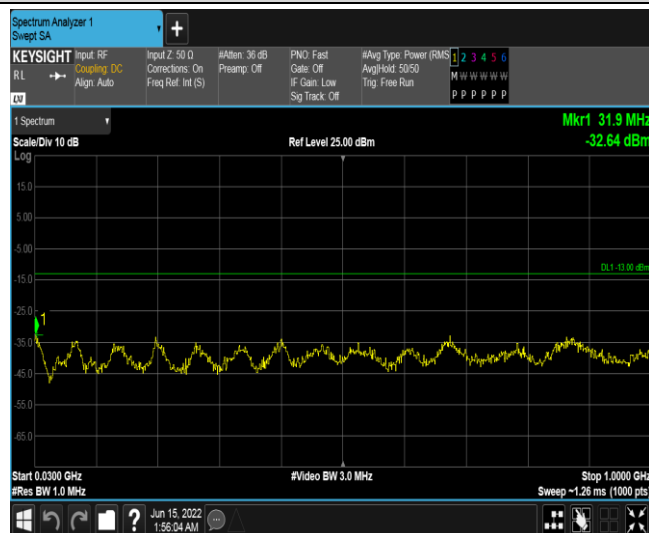 Spectrum Analyzer 1
Swept SA
+
KEYSIGHT
RL
Input: RF
Coupling: DC
Align: Auto
Input Z: 50 Ω
Corrections: On
Freq Ref: Int (S)
#Atten: 36 dB
Preamp: Off
PNO: Fast
Gate: Off
IF Gain: Low
Sig Track: Off
#Avg Type: Power (RMS
Avg|Hold: 50/50
Trig: Free Run
1 2 3 4 5 6
M W W W W W
P P P P P P
1 Spectrum
Mkr1 31.9 MHz
-32.64 dBm
Scale/Div 10 dB
Ref Level 25.00 dBm
Log
15.0
5.00
-5.00
DL1 -13.00 dBm
-15.0
-25.0
1
-35.0
-45.0
-55.0
-65.0
Start 0.0300 GHz
#Video BW 3.0 MHz
Stop 1.0000 GHz
#Res BW 1.0 MHz
Sweep ~1.26 ms (1000 pts)
?
Jun 15, 2022
1:56:04 AM